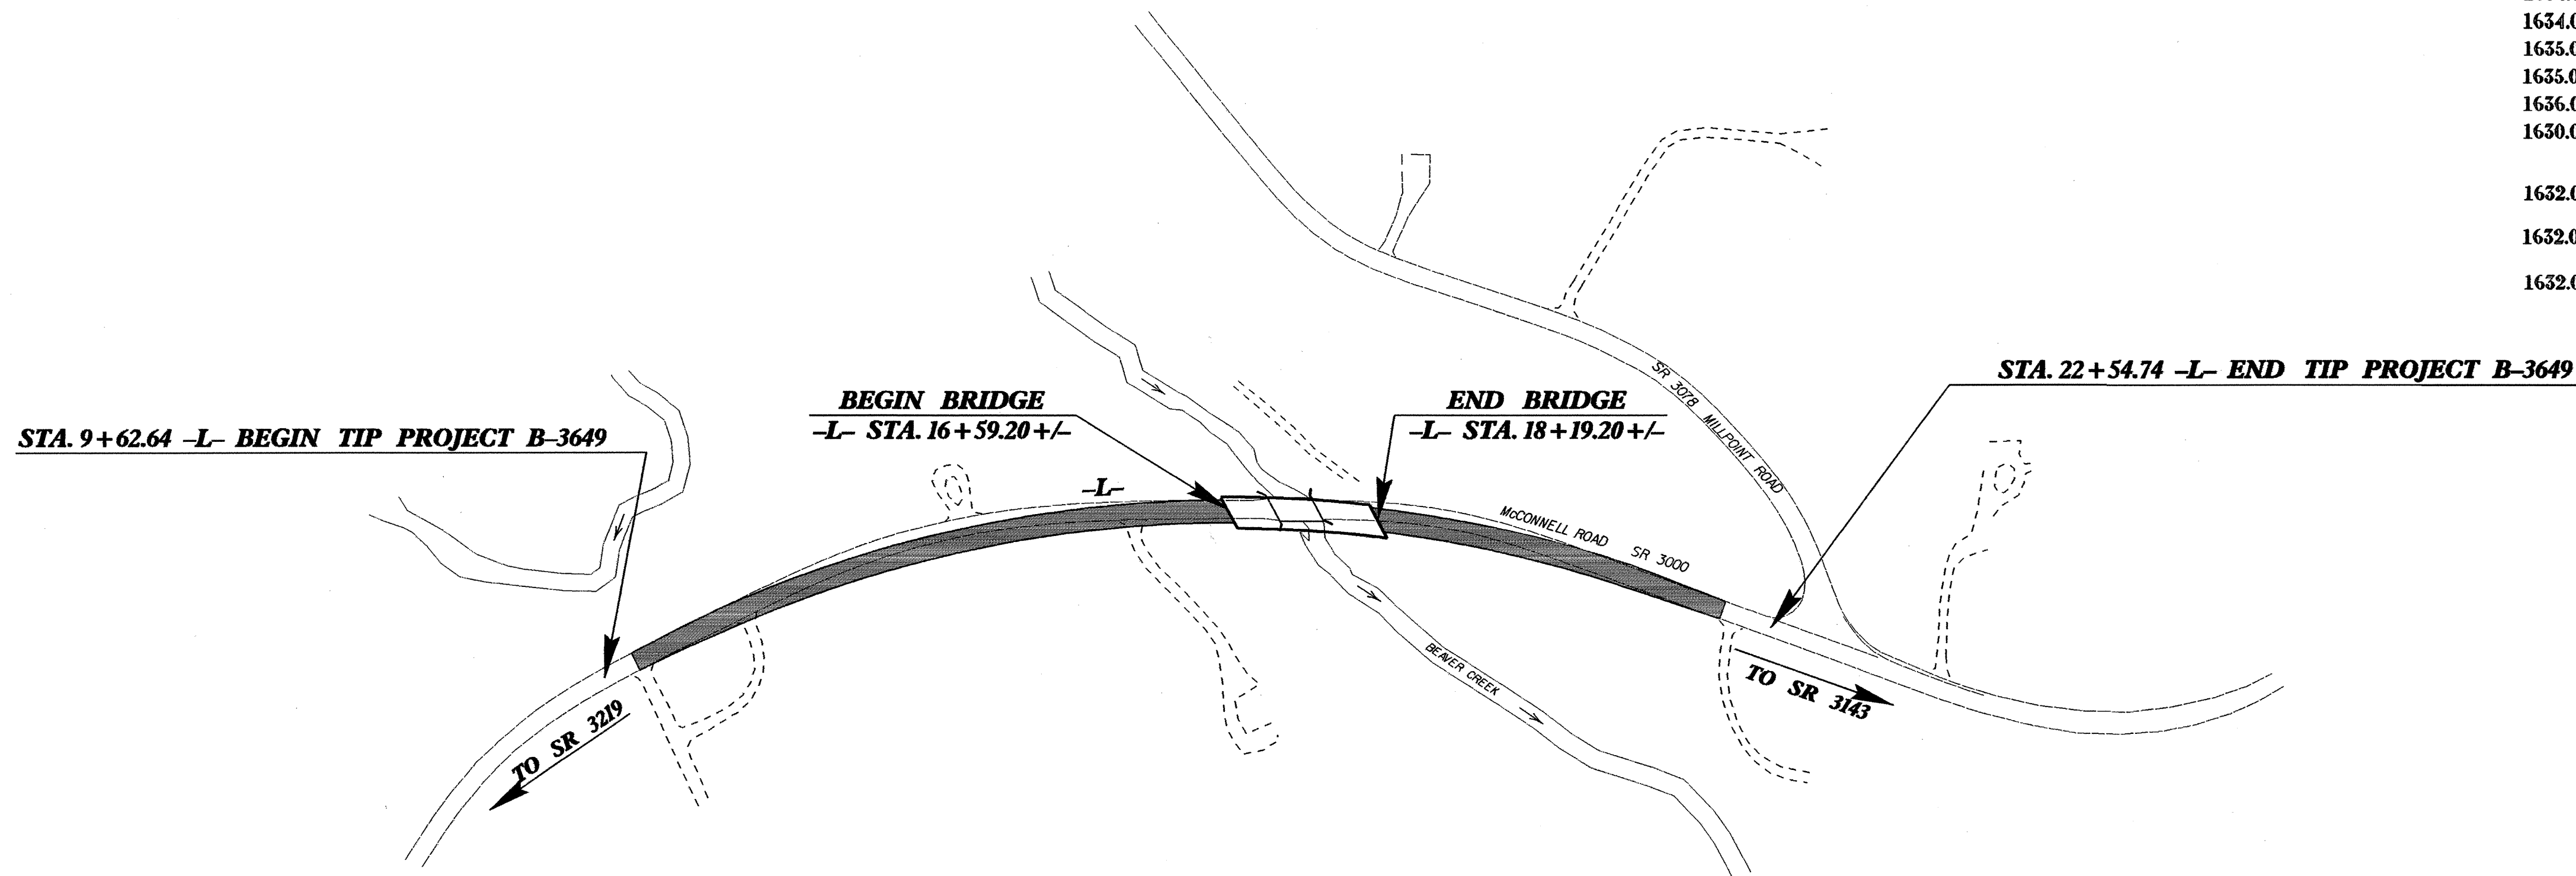 1634.0
1635.0
1635.0
1636.0
1630.0
1632.0
1632.0
1632.0
STA. 22+54.74 -L- END TIP PROJECT B-3649
SR 3078 MILLPOINT ROAD
BEGIN BRIDGE
-L- STA. 16+59.20+/-
END BRIDGE
-L- STA. 18+19.20+/-
STA. 9+62.64 -L- BEGIN TIP PROJECT B-3649
-L-
McCONNELL ROAD SR 3000
BEAVER CREEK
TO SR 3143
TO SR 3219